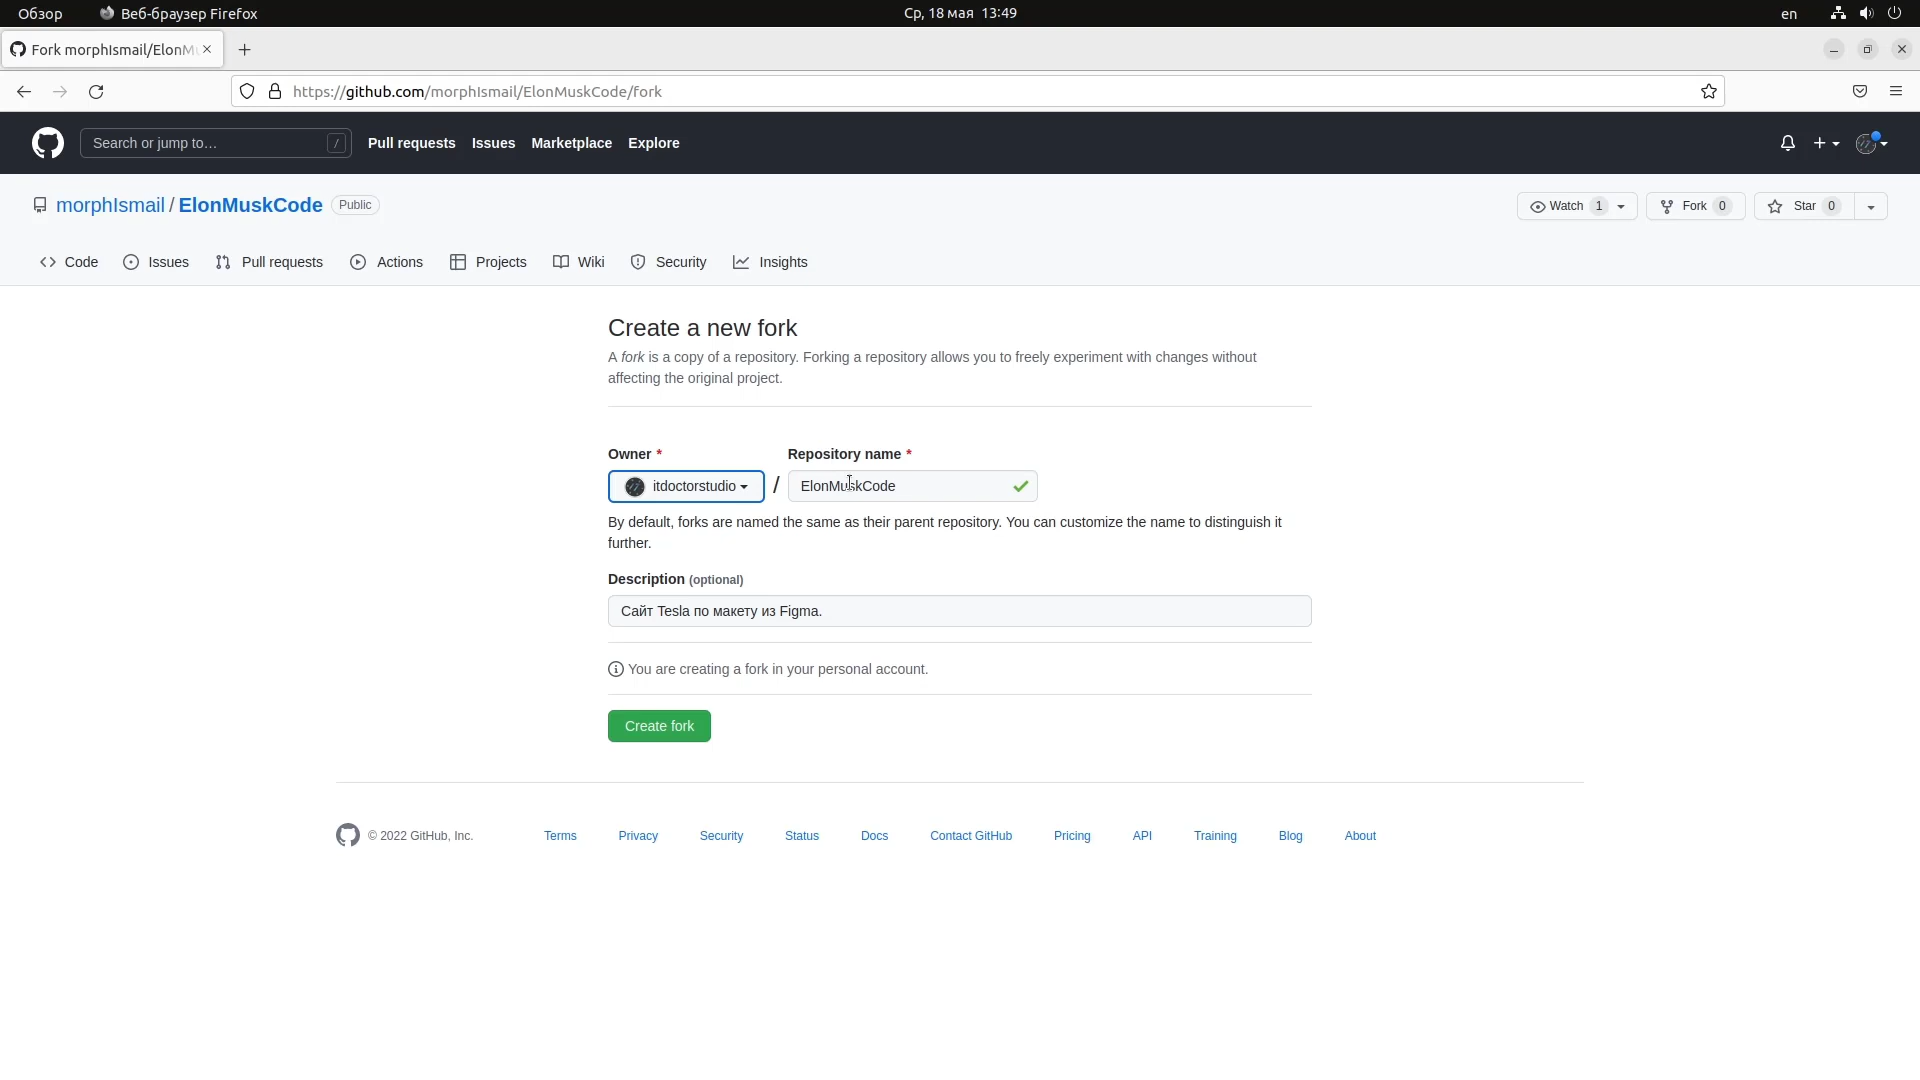 Обзор
Веб-браузер Firefox
Ср, 18 мая 13:49
en
Fork morphIsmail/ElonMu
https://github.com/morphIsmail/ElonMuskCode/fork
Search or jump to… /
Pull requests
Issues
Marketplace
Explore
morphIsmail / ElonMuskCode Public
Watch 1
Fork 0
Star 0
Code
Issues
Pull requests
Actions
Projects
Wiki
Security
Insights
Create a new fork
A fork is a copy of a repository. Forking a repository allows you to freely experiment with changes without
affecting the original project.
Owner * Repository name *
itdoctorstudio / ElonMuskCode
By default, forks are named the same as their parent repository. You can customize the name to distinguish it
further.
Description (optional)
Сайт Tesla по макету из Figma.
You are creating a fork in your personal account.
Create fork
© 2022 GitHub, Inc.
Terms
Privacy
Security
Status
Docs
Contact GitHub
Pricing
API
Training
Blog
About